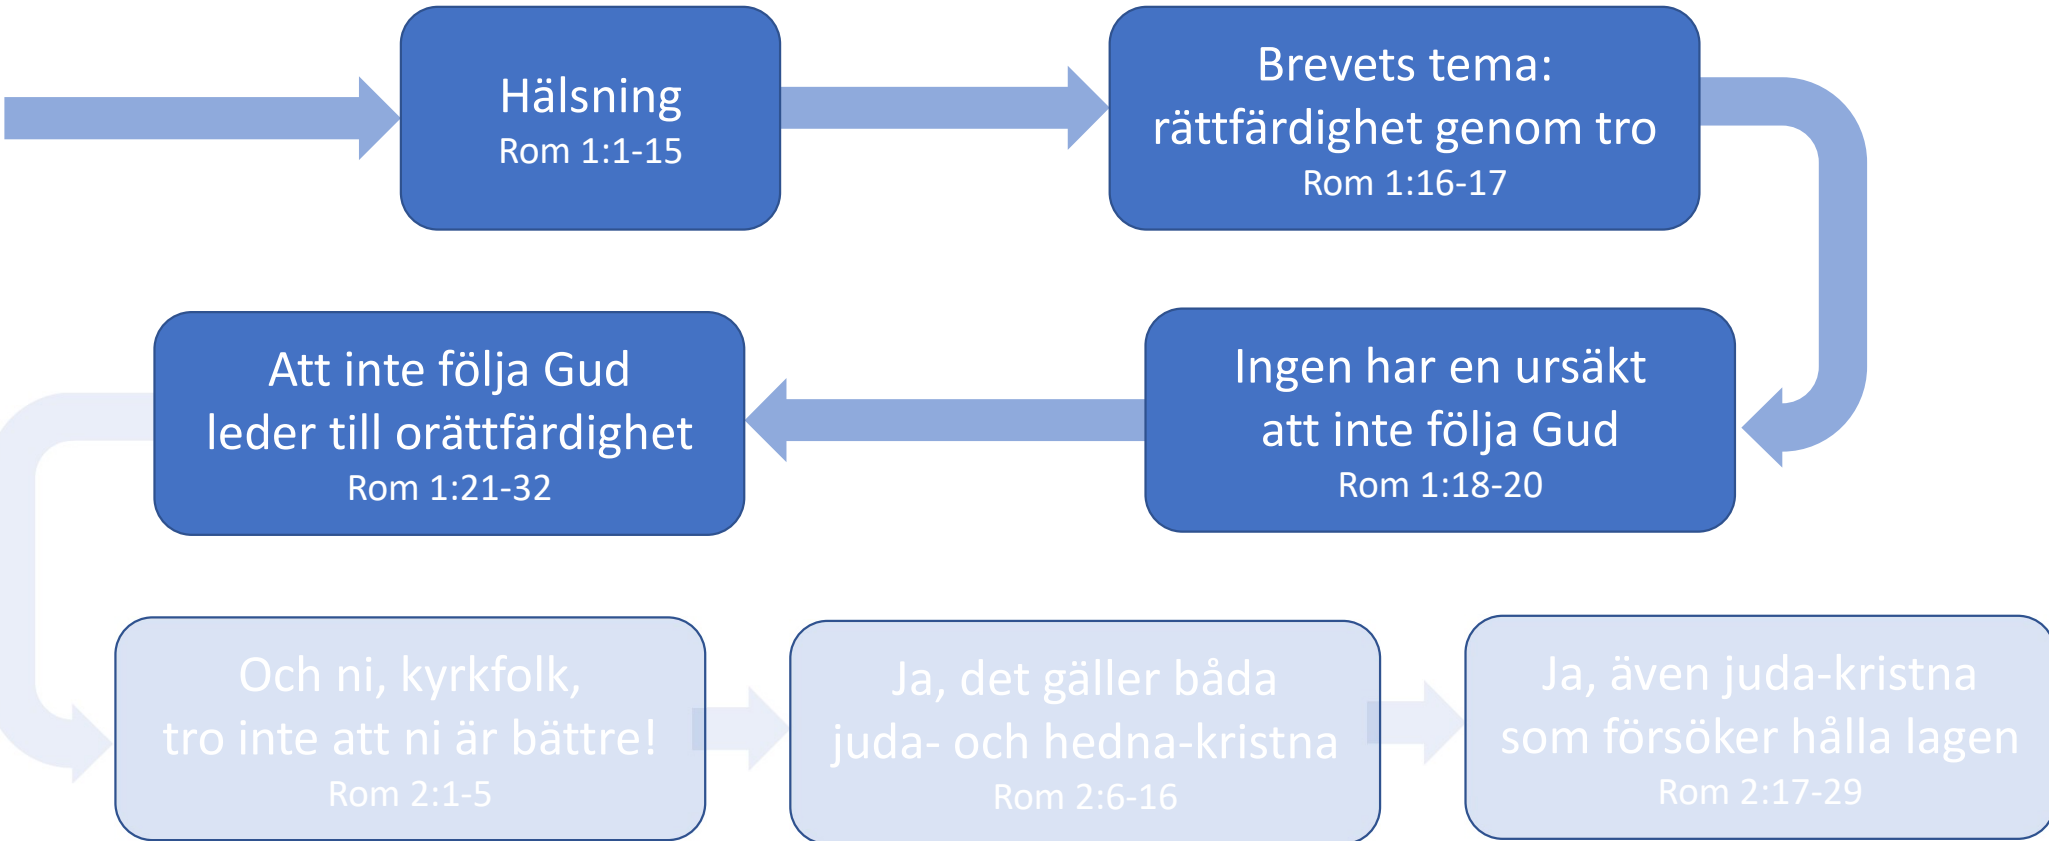 Hälsning
Rom 1:1-15
Brevets tema:
rättfärdighet genom tro
Rom 1:16-17
Ingen har en ursäkt
att inte följa Gud
Rom 1:18-20
Att inte följa Gud
leder till orättfärdighet
Rom 1:21-32
Och ni, kyrkfolk,
tro inte att ni är bättre!
Rom 2:1-5
Ja, det gäller båda
juda- och hedna-kristna
Rom 2:6-16
Ja, även juda-kristna
som försöker hålla lagen
Rom 2:17-29